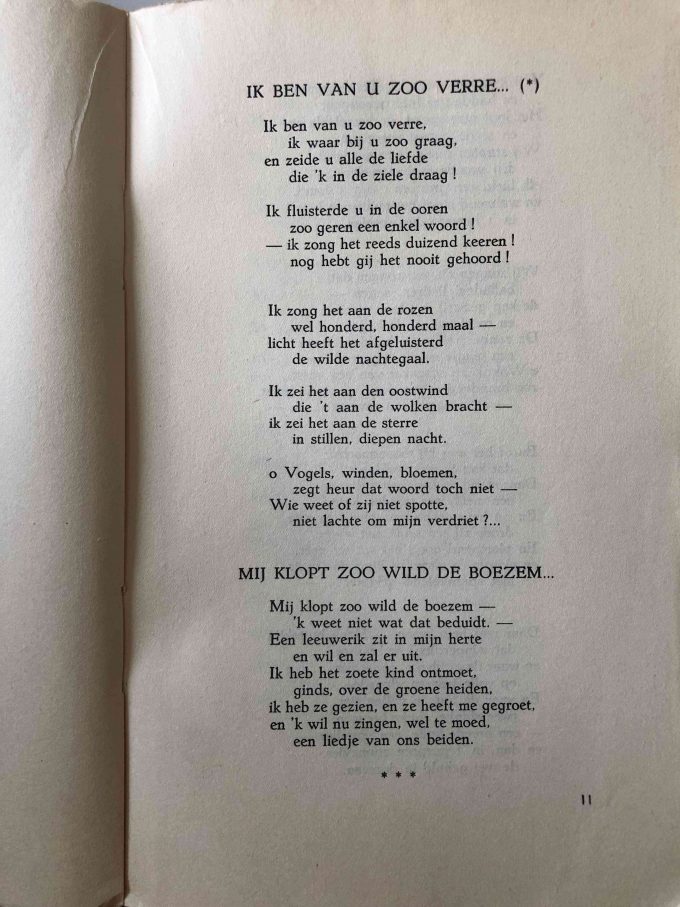 IK BEN VAN U ZOO VERRE... (*)
Ik ben van u zoo verre,
ik waar bij u zoo graag,
en zeide u alle de liefde
die 'k in de ziele draag !
Ik fluisterde u in de ooren
zoo geren een enkel woord !
— ik zong het reeds duizend keeren !
nog hebt gij het nooit gehoord !
Ik zong het aan de rozen
wel honderd, honderd maal —
licht heeft het afgeluisterd
de wilde nachtegaal.
Ik zei het aan den oostwind
die 't aan de wolken bracht —
ik zei het aan de sterre
in stillen, diepen nacht.
o Vogels, winden, bloemen,
zegt heur dat woord toch niet —
Wie weet of zij niet spotte,
niet lachte om mijn verdriet ?...
MIJ KLOPT ZOO WILD DE BOEZEM...
Mij klopt zoo wild de boezem —
'k weet niet wat dat beduidt. —
Een leeuwerik zit in mijn herte
en wil en zal er uit.
Ik heb het zoete kind ontmoet,
ginds, over de groene heiden,
ik heb ze gezien, en ze heeft me gegroet,
en 'k wil nu zingen, wel te moed,
een liedje van ons beiden.
* * *
11